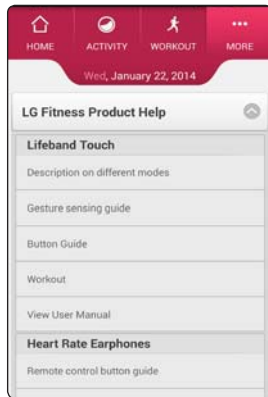 HOME ACTIVITY WORKOUT MORE
Wed, January 22, 2014
LG Fitness Product Help
Lifeband Touch
Description on different modes
Gesture sensing guide
Button Guide
Workout
View User Manual
Heart Rate Earphones
Remote control button guide